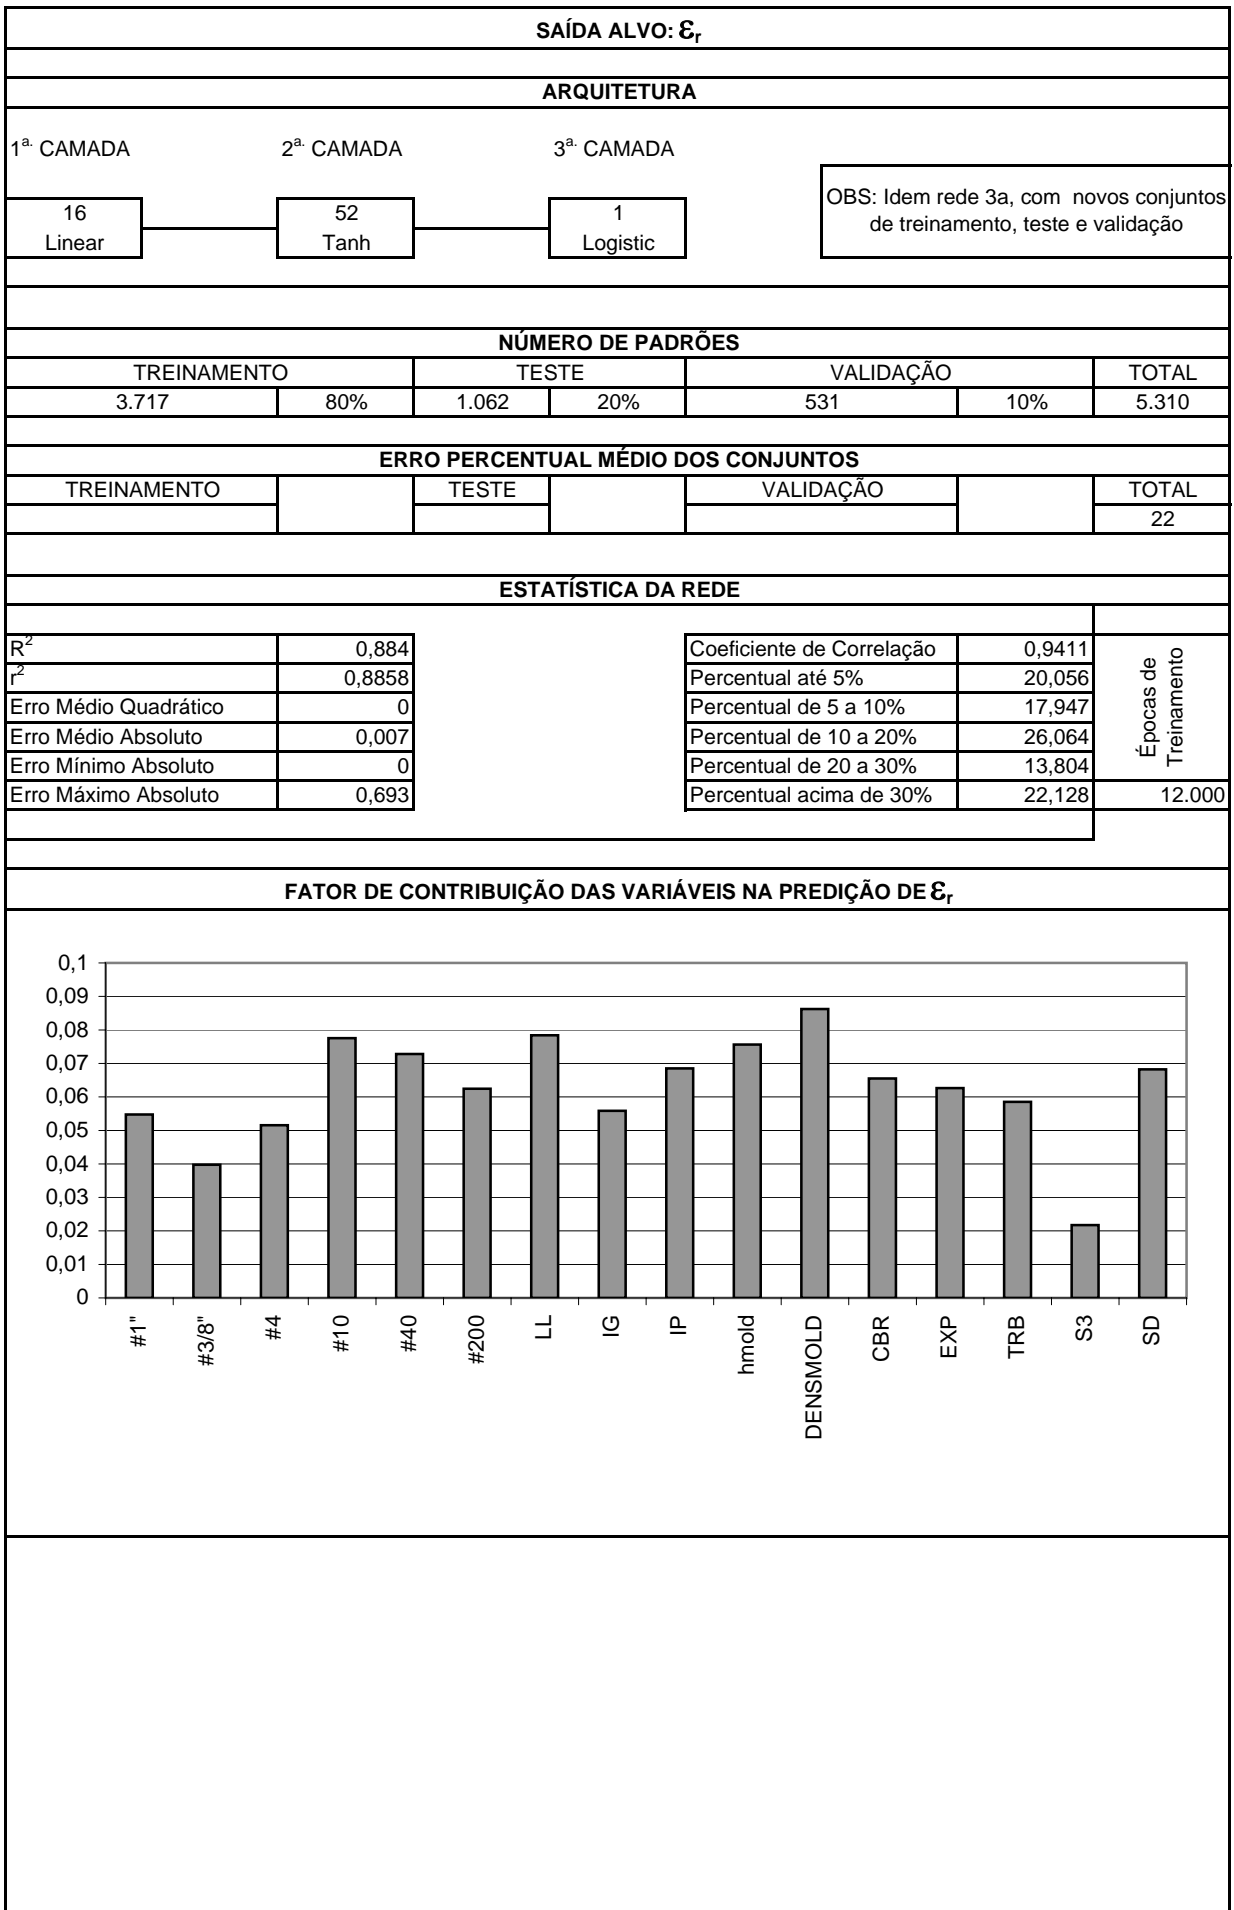 SAÍDA ALVO: εr
ARQUITETURA
1a. CAMADA 2a. CAMADA 3a. CAMADA
OBS: Idem rede 3a, com novos conjuntos
de treinamento, teste e validação
16 52 1
Linear Tanh Logistic
NÚMERO DE PADRÕES
TREINAMENTO TESTE VALIDAÇÃO TOTAL
3.717 80% 1.062 20% 531 10% 5.310
ERRO PERCENTUAL MÉDIO DOS CONJUNTOS
TREINAMENTO TESTE VALIDAÇÃO TOTAL
22
ESTATÍSTICA DA REDE
R2 0,884 Coeficiente de Correlação 0,9411
r2 0,8858 Percentual até 5% 20,056
Erro Médio Quadrático 0 Percentual de 5 a 10% 17,947
Erro Médio Absoluto 0,007 Percentual de 10 a 20% 26,064
Erro Mínimo Absoluto 0 Percentual de 20 a 30% 13,804
Épocas de
Treinamento
Erro Máximo Absoluto 0,693 Percentual acima de 30% 22,128 12.000
FATOR DE CONTRIBUIÇÃO DAS VARIÁVEIS NA PREDIÇÃO DE εr
0,1
0,09
0,08
0,07
0,06
0,05
0,04
0,03
0,02
0,01
0
#1" #3/8" #4 #10 #40 #200 LL IG IP hmold DENSMOLD CBR EXP TRB S3 SD